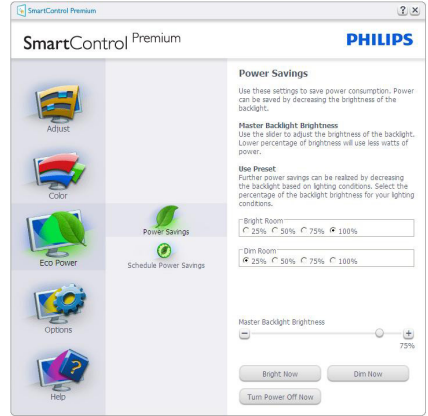 SmartControl Premium
? ×
SmartControl Premium
PHILIPS
Adjust
Color
Eco Power
Options
Help
Power Savings
Schedule Power Savings
Power Savings
Use these settings to save power consumption. Power
can be saved by decreasing the brightness of the
backlight.
Master Backlight Brightness
Use the slider to adjust the brightness of the backlight.
Lower percentage of brightness will use less watts of
power.
Use Preset
Further power savings can be realized by decreasing
the backlight based on lighting conditions. Select the
percentage of the backlight brightness for your lighting
conditions.
Bright Room
25% 50% 75% 100%
Dim Room
25% 50% 75% 100%
Master Backlight Brightness
75%
Bright Now Dim Now
Turn Power Off Now